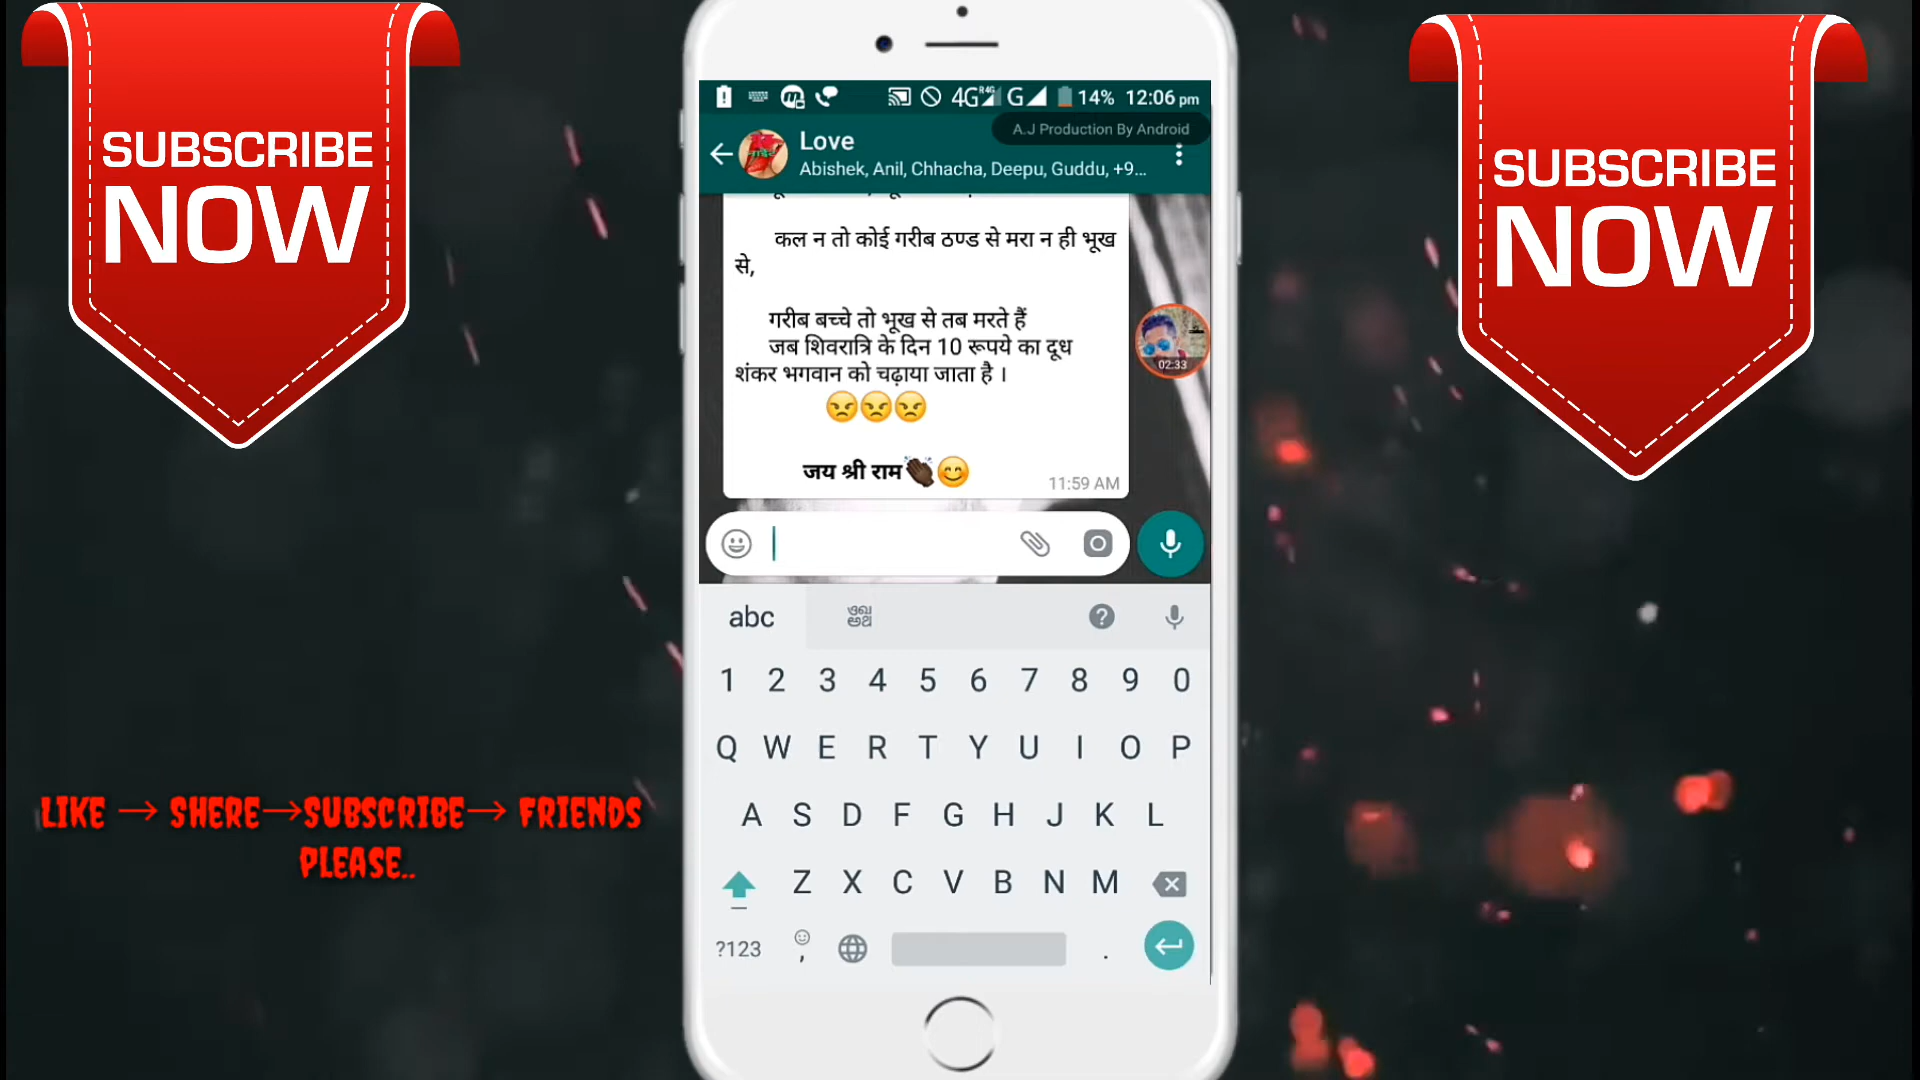 SUBSCRIBE
NOW
SUBSCRIBE
NOW
4G R4G G 14% 12:06 pm
A.J Production By Android
Love
Abishek, Anil, Chhacha, Deepu, Guddu, +9...
कल न तो कोई गरीब ठण्ड से मरा न ही भूख
से,
गरीब बच्चे तो भूख से तब मरते हैं
जब शिवरात्रि के दिन 10 रूपये का दूध
शंकर भगवान को चढ़ाया जाता है ।
जय श्री राम
11:59 AM
02:33
abc
1 2 3 4 5 6 7 8 9 0
Q W E R T Y U I O P
A S D F G H J K L
Z X C V B N M
?123 , .
LIKE → SHERE→SUBSCRIBE→ FRIENDS
PLEASE..